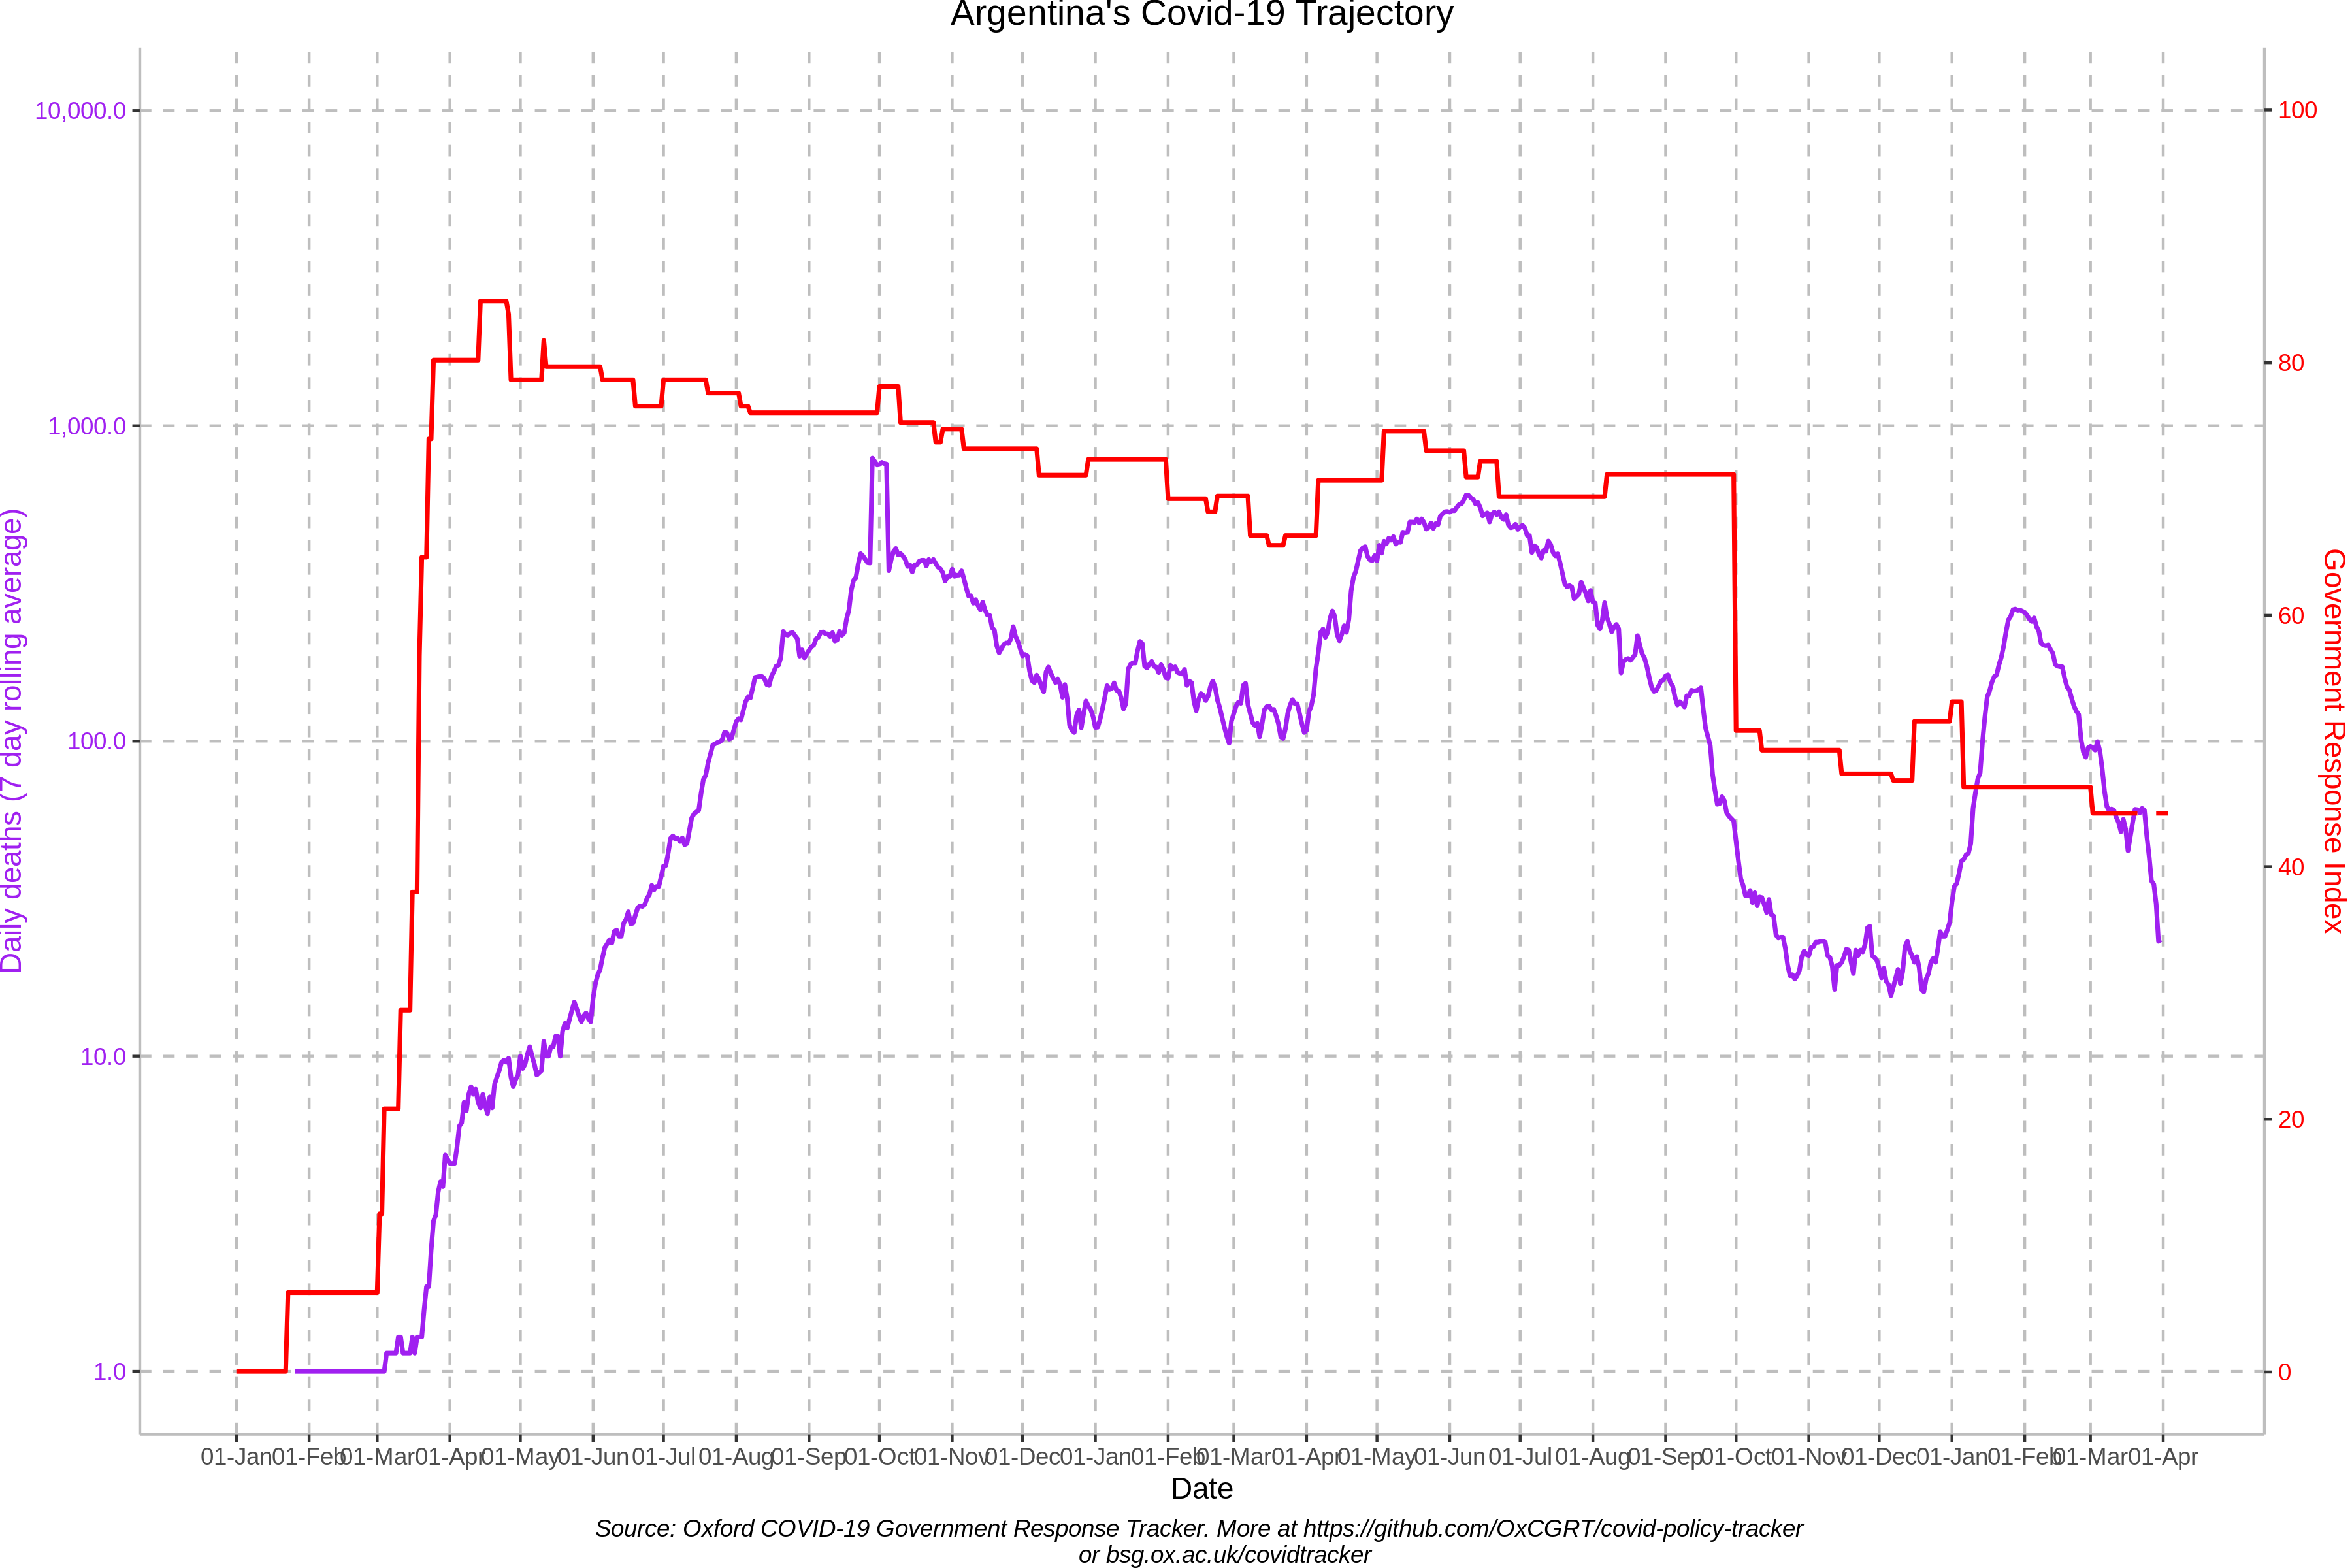 Argentina's Covid-19 Trajectory
10,000.0
1,000.0
100.0
10.0
1.0
Daily deaths (7 day rolling average)
100
80
60
40
20
0
Government Response Index
01-Jan 01-Feb 01-Mar 01-Apr 01-May 01-Jun 01-Jul 01-Aug 01-Sep 01-Oct 01-Nov 01-Dec 01-Jan 01-Feb 01-Mar 01-Apr 01-May 01-Jun 01-Jul 01-Aug 01-Sep 01-Oct 01-Nov 01-Dec 01-Jan 01-Feb 01-Mar 01-Apr
Date
Source: Oxford COVID-19 Government Response Tracker. More at https://github.com/OxCGRT/covid-policy-tracker
or bsg.ox.ac.uk/covidtracker